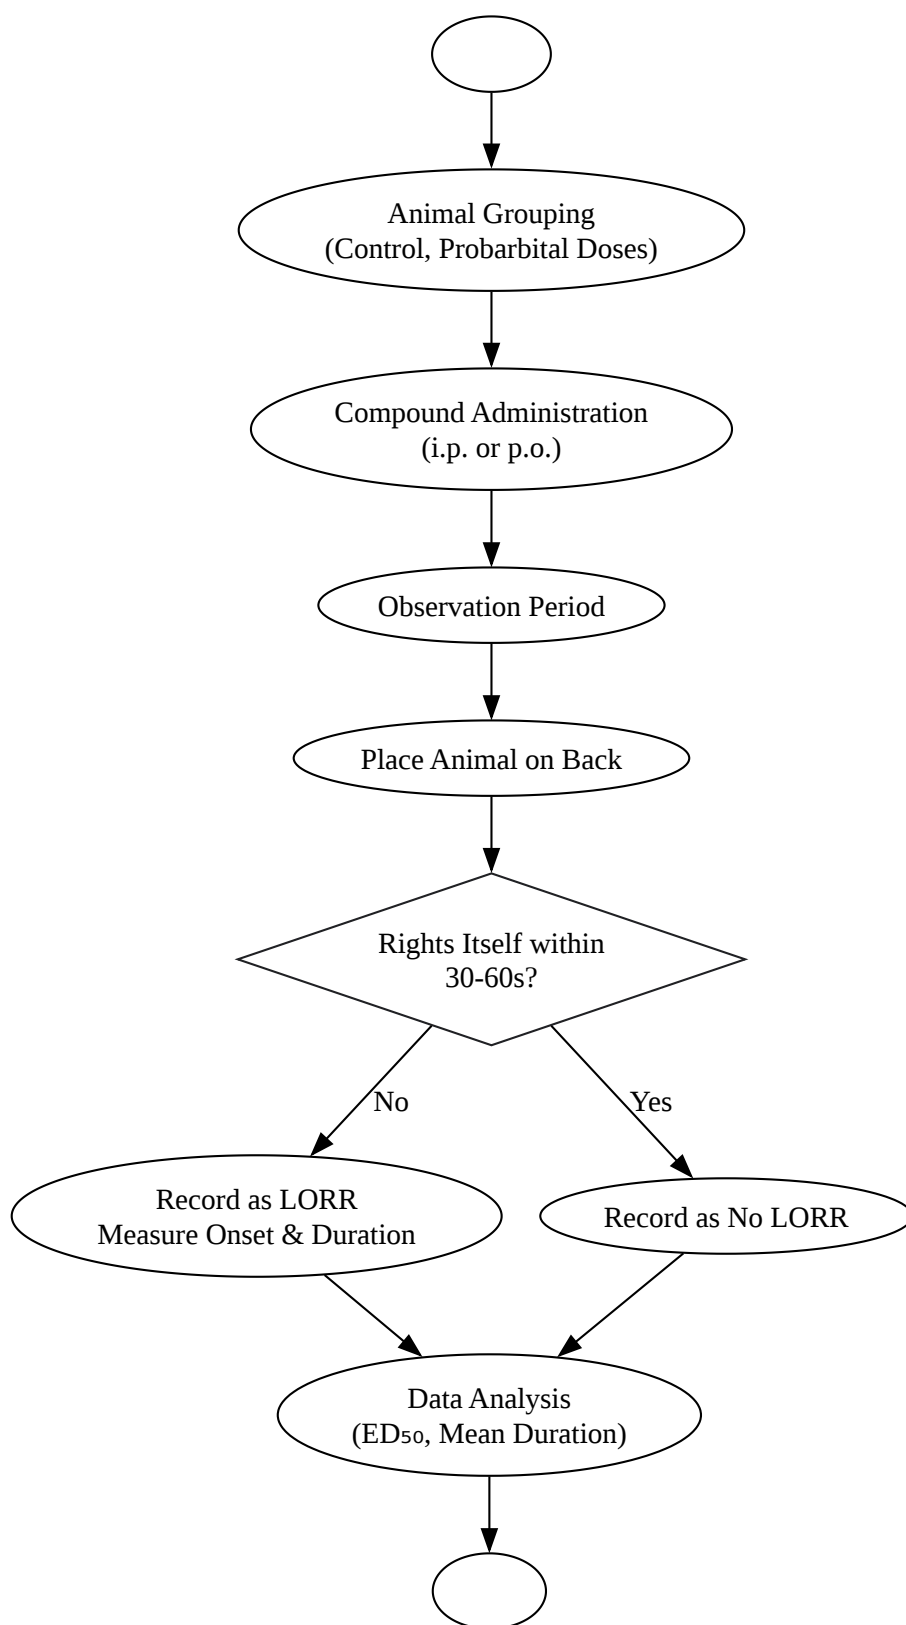 Animal Grouping
(Control, Probarbital Doses)
Compound Administration
(i.p. or p.o.)
Observation Period
Place Animal on Back
Rights Itself within
30-60s?
No
Yes
Record as LORR
Measure Onset & Duration
Record as No LORR
Data Analysis
(ED₅₀, Mean Duration)